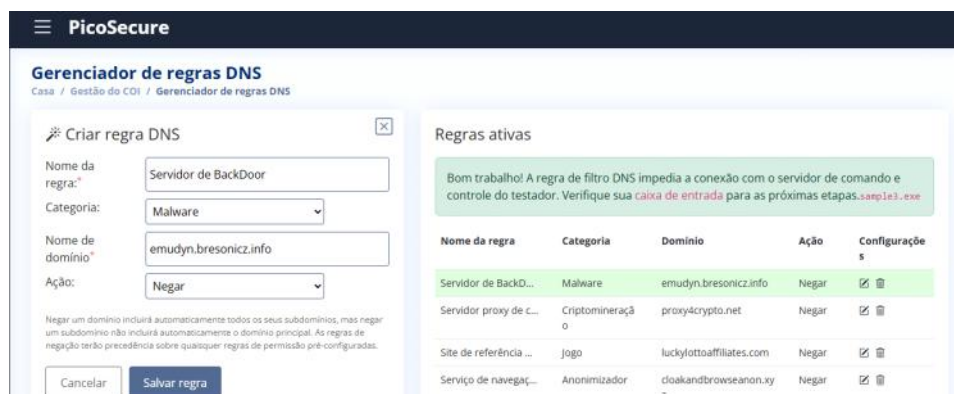 PicoSecure
Gerenciador de regras DNS
Casa / Gestão do COI / Gerenciador de regras DNS
Criar regra DNS
Nome da regra:*
Servidor de BackDoor
Categoria:
Malware
Nome de domínio*
emudyn.bresonicz.info
Ação:
Negar
Negar um domínio incluirá automaticamente todos os seus subdomínios, mas negar
um subdomínio não incluirá automaticamente o domínio principal. As regras de
negação terão precedência sobre quaisquer regras de permissão pré-configuradas.
Cancelar
Salvar regra
Regras ativas
Bom trabalho! A regra de filtro DNS impedia a conexão com o servidor de comando e
controle do testador. Verifique sua caixa de entrada para as próximas etapas.sample3.exe
Nome da regra Categoria Domínio Ação Configurações
Servidor de BackD... Malware emudyn.bresonicz.info Negar
Servidor proxy de c... Criptomineração proxy4crypto.net Negar
Site de referência ... Jogo luckylottoaffiliates.com Negar
Serviço de navegaç... Anonimizador cloakandbrowseanon.xy Negar